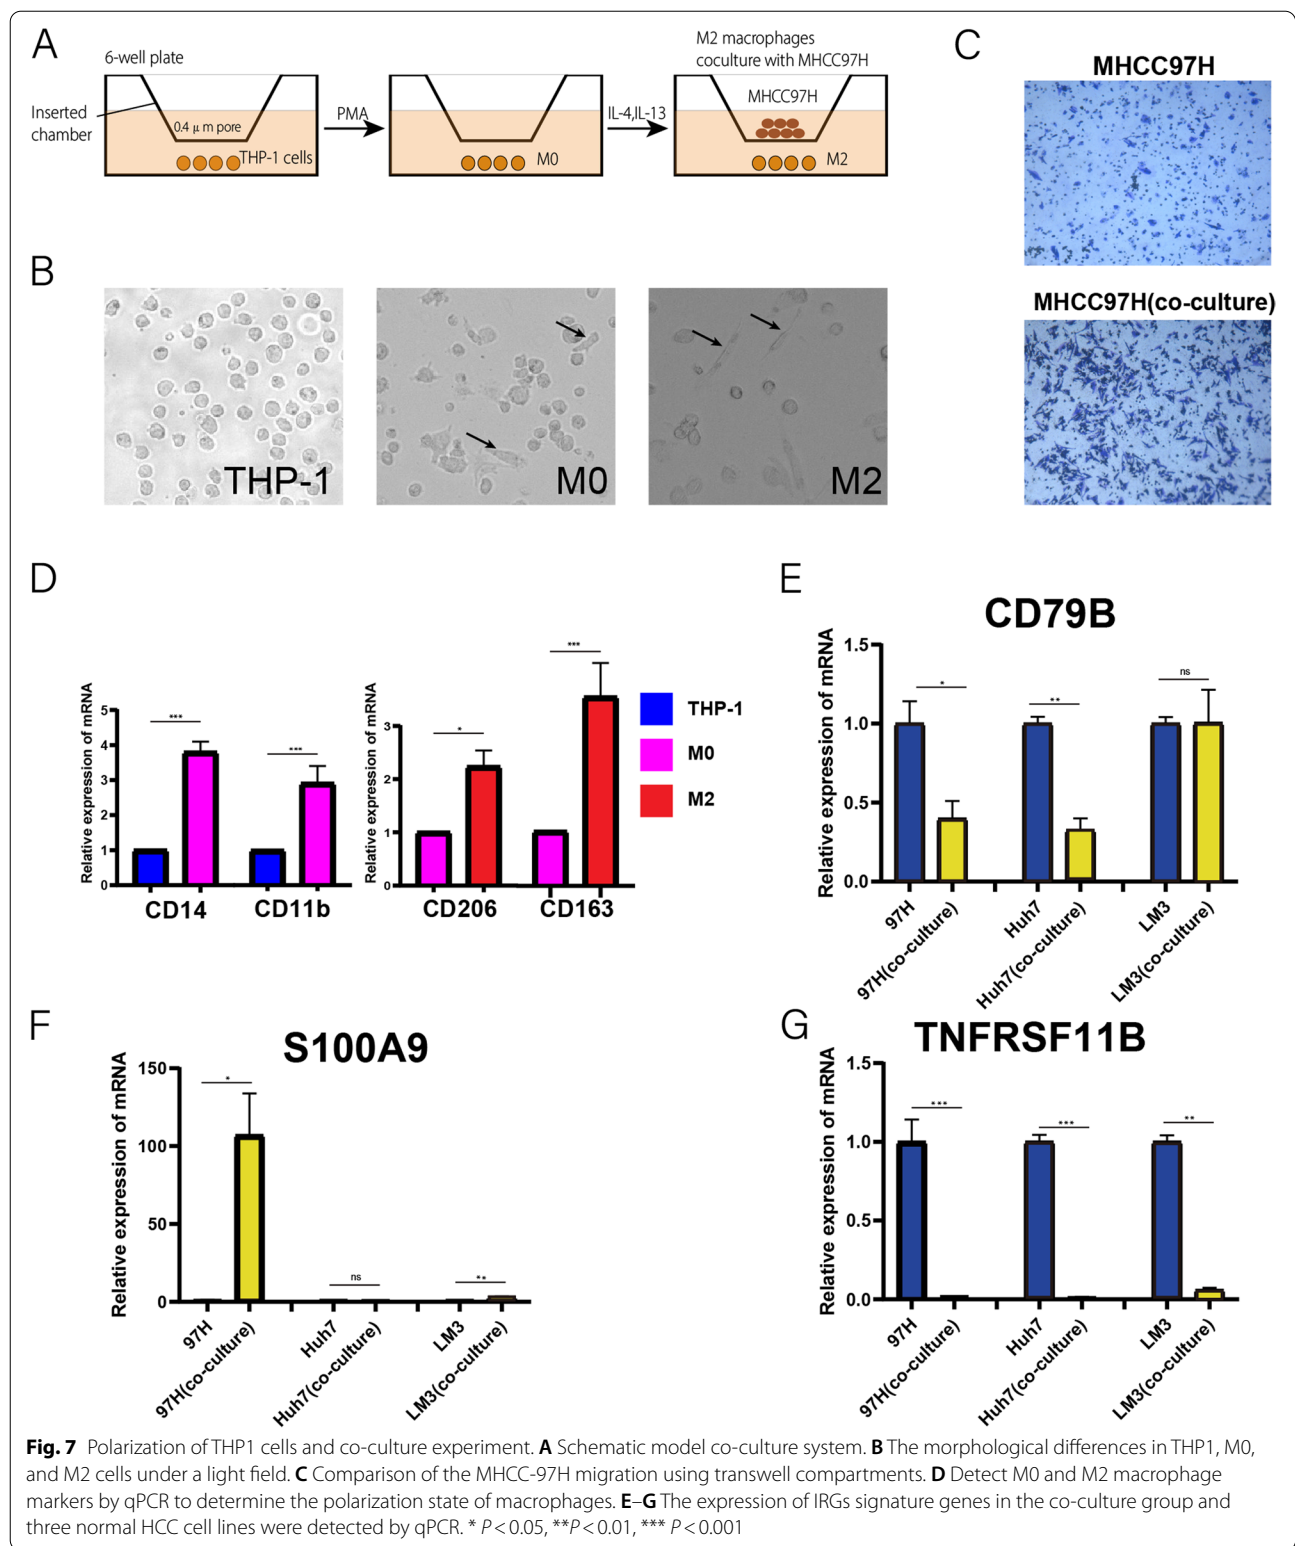 A
6-well plate
Inserted
chamber
0.4 μm pore
THP-1 cells
PMA
M0
IL-4,IL-13
M2 macrophages
coculture with MHCC97H
MHCC97H
M2
B
THP-1
M0
M2
C
MHCC97H
MHCC97H(co-culture)
D
Relative expression of mRNA
5
4
3
2
1
0
***
***
CD14
CD11b
Relative expression of mRNA
3
2
1
0
*
***
CD206
CD163
THP-1
M0
M2
E
CD79B
Relative expression of mRNA
1.5
1.0
0.5
0.0
*
**
ns
97H
97H(co-culture)
Huh7
Huh7(co-culture)
LM3
LM3(co-culture)
F
S100A9
Relative expression of mRNA
150
100
50
0
*
ns
**
97H
97H(co-culture)
Huh7
Huh7(co-culture)
LM3
LM3(co-culture)
G
TNFRSF11B
Relative expression of mRNA
1.5
1.0
0.5
0.0
***
***
**
97H
97H(co-culture)
Huh7
Huh7(co-culture)
LM3
LM3(co-culture)
Fig. 7 Polarization of THP1 cells and co-culture experiment. A Schematic model co-culture system. B The morphological differences in THP1, M0,
and M2 cells under a light field. C Comparison of the MHCC-97H migration using transwell compartments. D Detect M0 and M2 macrophage
markers by qPCR to determine the polarization state of macrophages. E–G The expression of IRGs signature genes in the co-culture group and
three normal HCC cell lines were detected by qPCR. * P < 0.05, **P < 0.01, *** P < 0.001